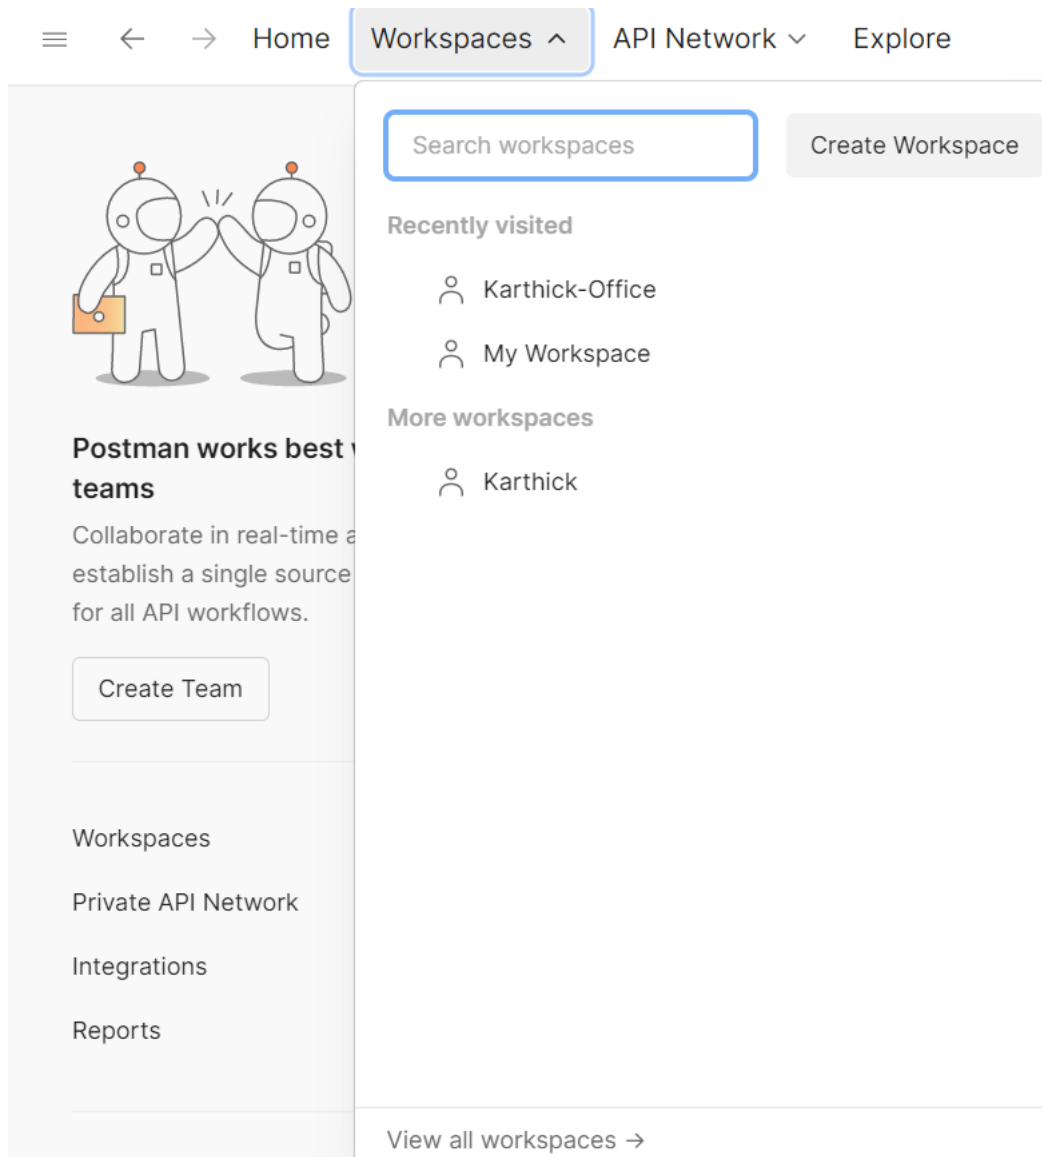 Home Workspaces API Network Explore
Search workspaces Create Workspace
Recently visited
Karthick-Office
My Workspace
More workspaces
Karthick
View all workspaces →
Postman works best
teams
Collaborate in real-time
establish a single source
for all API workflows.
Create Team
Workspaces
Private API Network
Integrations
Reports